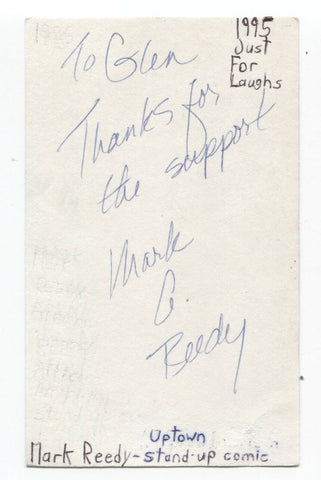 1995
Just
For
Laughs
To Glen
Thanks for
the support
Mark
G.
Reedy
Uptown
Mark Reedy-stand-up comic